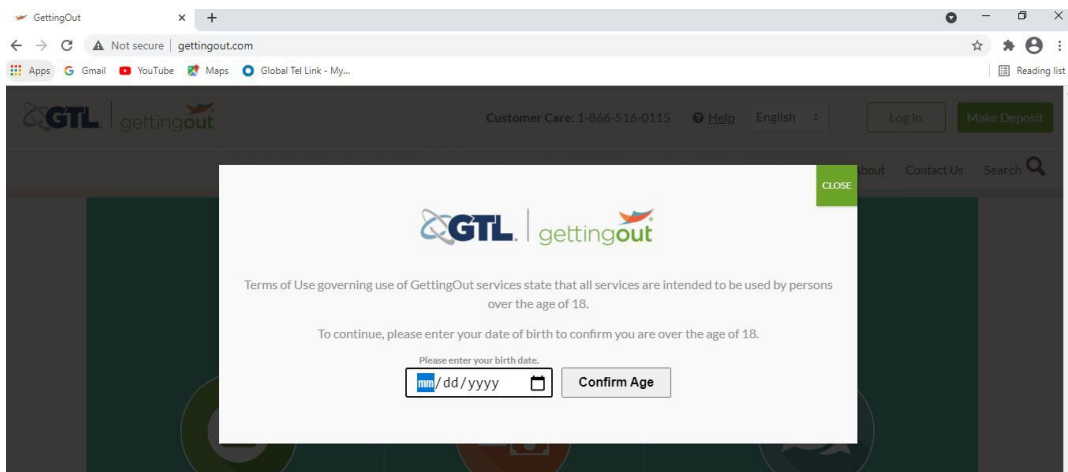 GettingOut
Not secure gettingout.com
Apps Gmail YouTube Maps Global Tel Link - My... Reading list
GTL. gettingout Customer Care: 1-866-516-0115 Help English Log In Make Deposit
About Contact Us Search
CLOSE
GTL. gettingout
Terms of Use governing use of GettingOut services state that all services are intended to be used by persons
over the age of 18.
To continue, please enter your date of birth to confirm you are over the age of 18.
Please enter your birth date.
mm/dd/yyyy Confirm Age